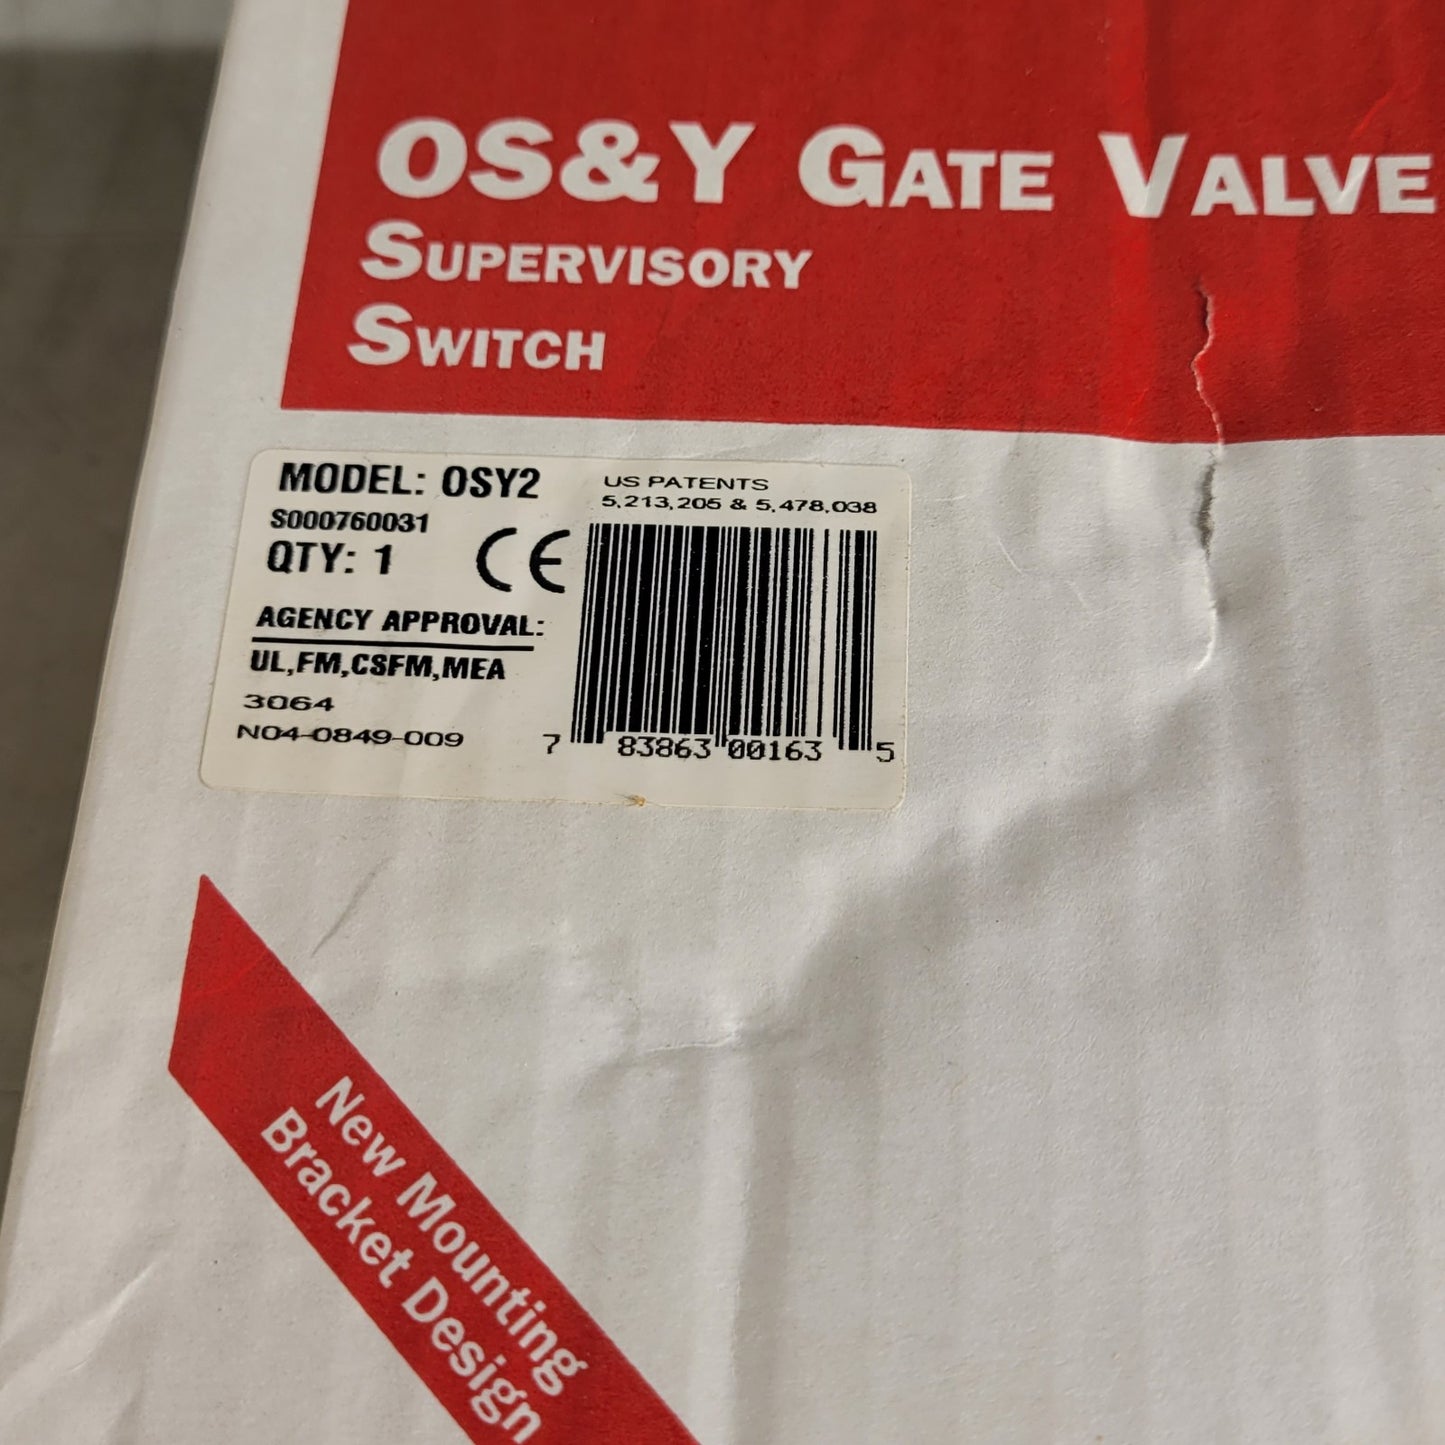 OS&Y GATE VALVE
SUPERVISORY
SWITCH
MODEL: OSY2
S000760031
QTY: 1
CE
AGENCY APPROVAL:
UL,FM,CSFM,MEA
3064
N04-0849-009
US PATENTS
5,213,205 & 5,478,038
7 83863 00163 5
New Mounting
Bracket Design